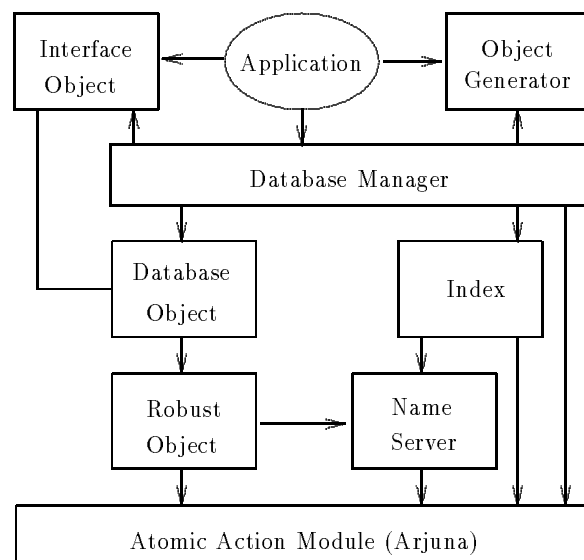 Interface
Object
Application
Object
Generator
Database Manager
Database
Object
Index
Robust
Object
Name
Server
Atomic Action Module (Arjuna)